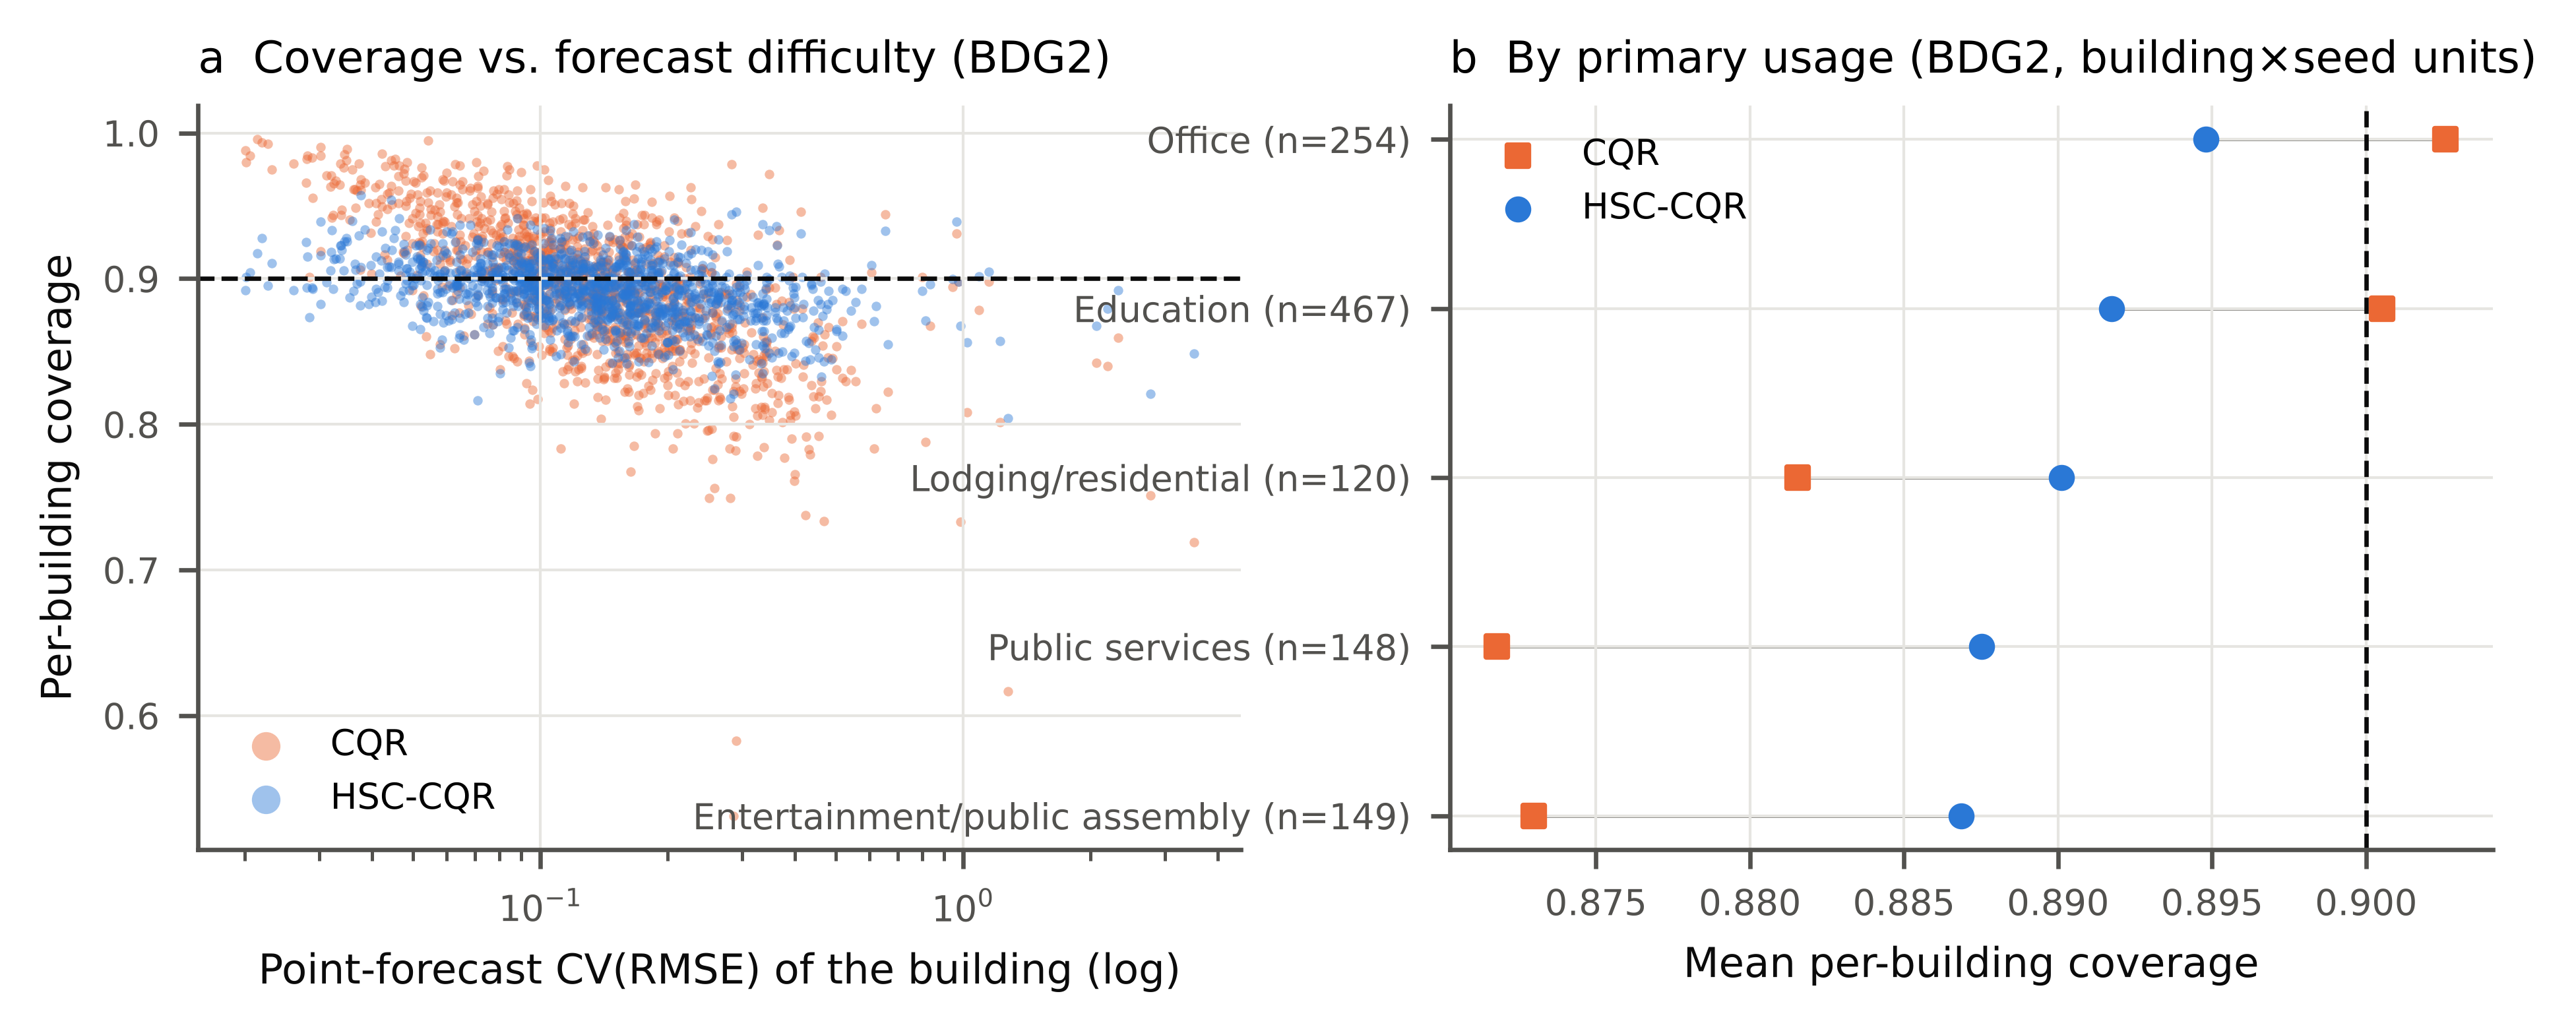 a Coverage vs. forecast difficulty (BDG2)
Per-building coverage
1.0
0.9
0.8
0.7
0.6
CQR
HSC-CQR
10⁻¹
10⁰
Point-forecast CV(RMSE) of the building (log)
b By primary usage (BDG2, building×seed units)
Office (n=254)
Education (n=467)
Lodging/residential (n=120)
Public services (n=148)
Entertainment/public assembly (n=149)
CQR
HSC-CQR
0.875 0.880 0.885 0.890 0.895 0.900
Mean per-building coverage